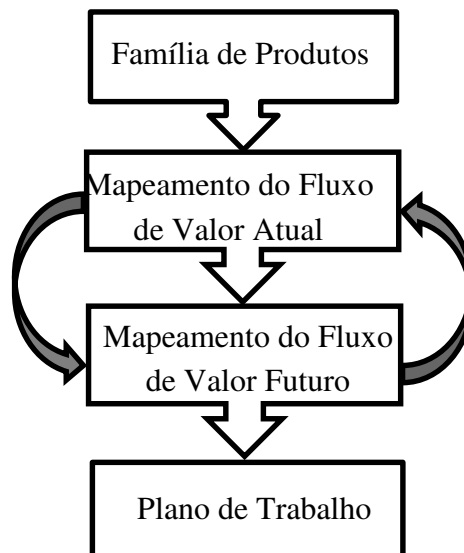 Família de Produtos
Mapeamento do Fluxo
de Valor Atual
Mapeamento do Fluxo
de Valor Futuro
Plano de Trabalho